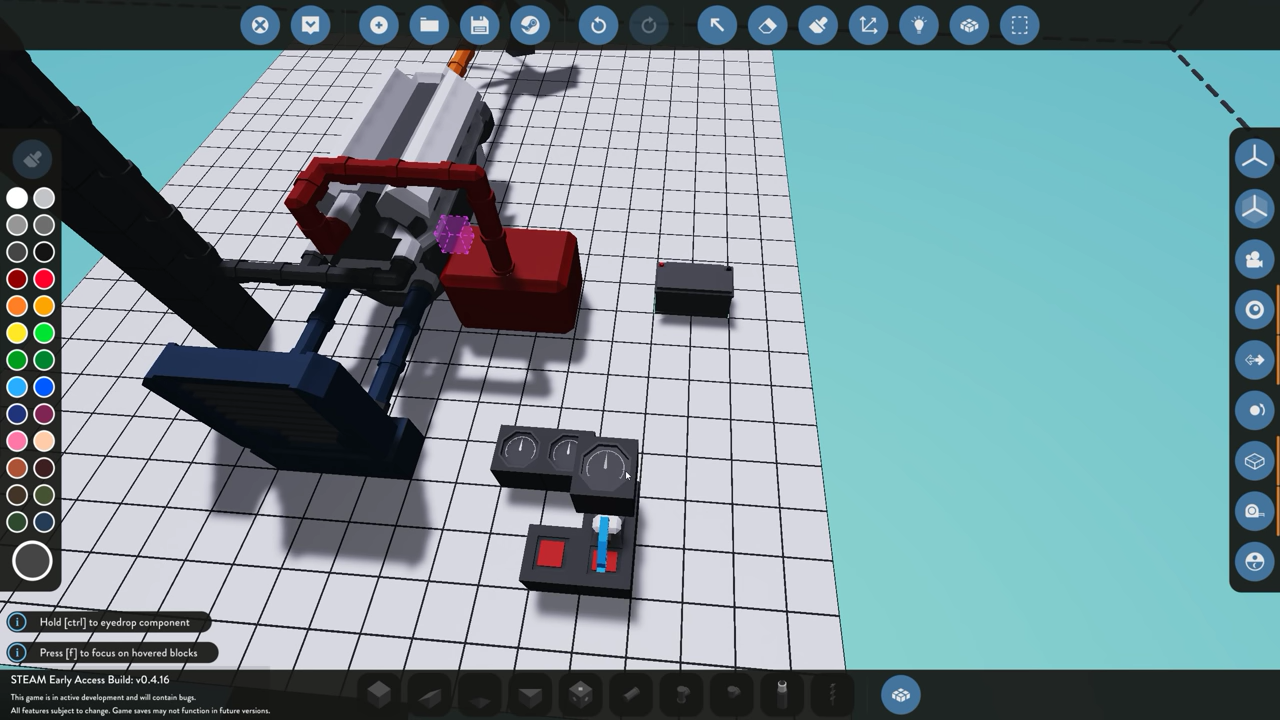 Hold [ctrl] to eyedrop component
Press [f] to focus on hovered blocks
STEAM Early Access Build: v0.4.16
This game is in active development and will contain bugs.
All features subject to change. Game saves may not function in future versions.